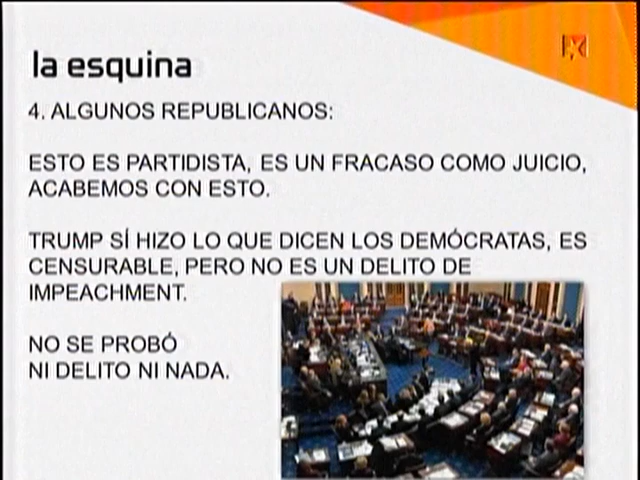 la esquina
4. ALGUNOS REPUBLICANOS:
ESTO ES PARTIDISTA, ES UN FRACASO COMO JUICIO,
ACABEMOS CON ESTO.
TRUMP SÍ HIZO LO QUE DICEN LOS DEMÓCRATAS, ES
CENSURABLE, PERO NO ES UN DELITO DE
IMPEACHMENT.
NO SE PROBÓ
NI DELITO NI NADA.